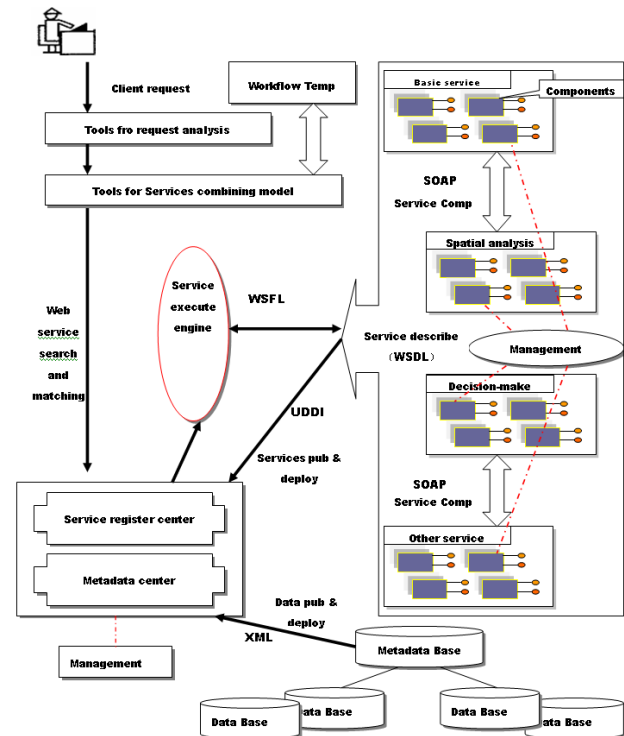 Client request
Workflow Temp
Basic service
Components
Tools fro request analysis
Tools for Services combining model
SOAP
Service Comp
Spatial analysis
Service
execute
engine
WSFL
Web
service
search
and
matching
Service describe
(WSDL)
Management
Decision-make
UDDI
Services pub &
deploy
SOAP
Service Comp
Service register center
Other service
Metadata center
Data pub &
deploy
XML
Management
Metadata Base
Data Base
Data Base
Data Base
ata Base